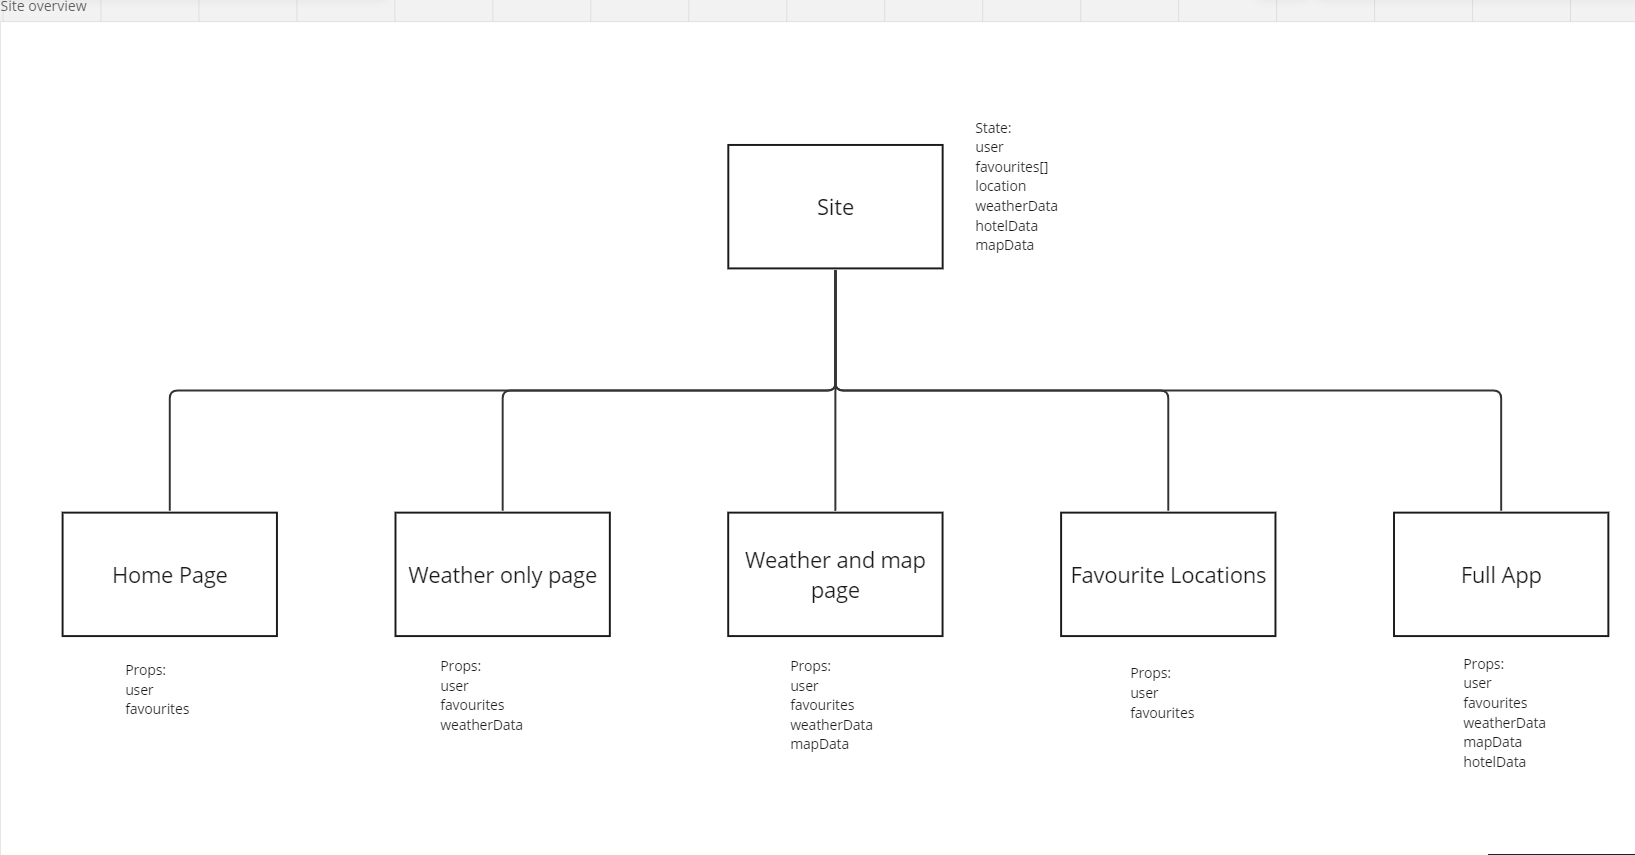 Site overview
Site
State:
user
favourites[]
location
weatherData
hotelData
mapData
Home Page
Props:
user
favourites
Weather only page
Props:
user
favourites
weatherData
Weather and map
page
Props:
user
favourites
weatherData
mapData
Favourite Locations
Props:
user
favourites
Full App
Props:
user
favourites
weatherData
mapData
hotelData